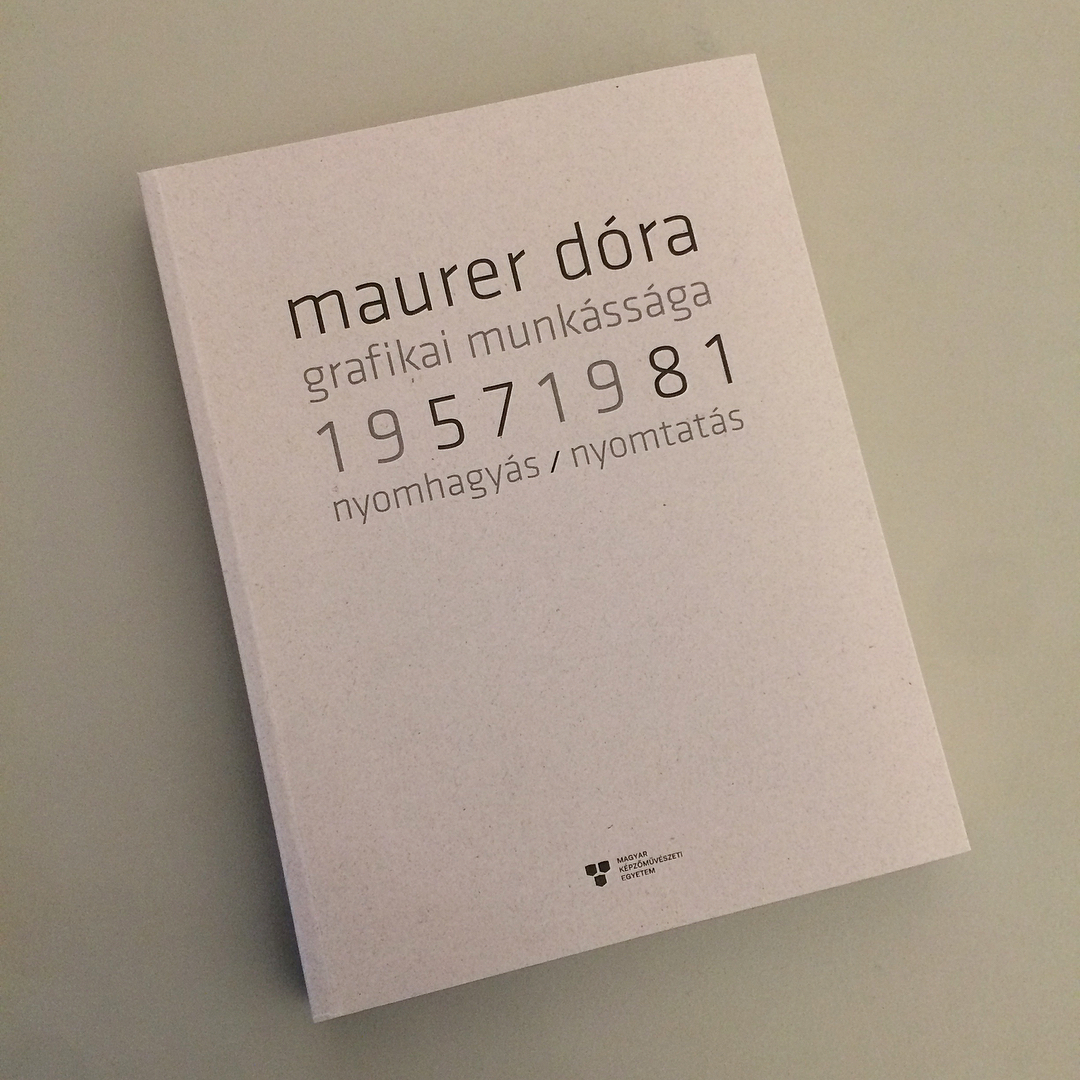 maurer dóra
grafikai munkássága
19571981
nyomhagyás / nyomtatás
MAGYAR
KÉPZŐMŰVÉSZETI
EGYETEM